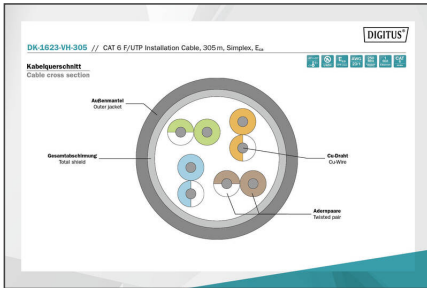 DIGITUS®
DK-1623-VH-305 // CAT 6 F/UTP Installation Cable, 305 m, Simplex, Eca
Kabelquerschnitt
Cable cross section
Außenmantel
Outer jacket
Gesamtabschirmung
Total shield
Cu-Draht
Cu-Wire
Adernpaare
Twisted pair